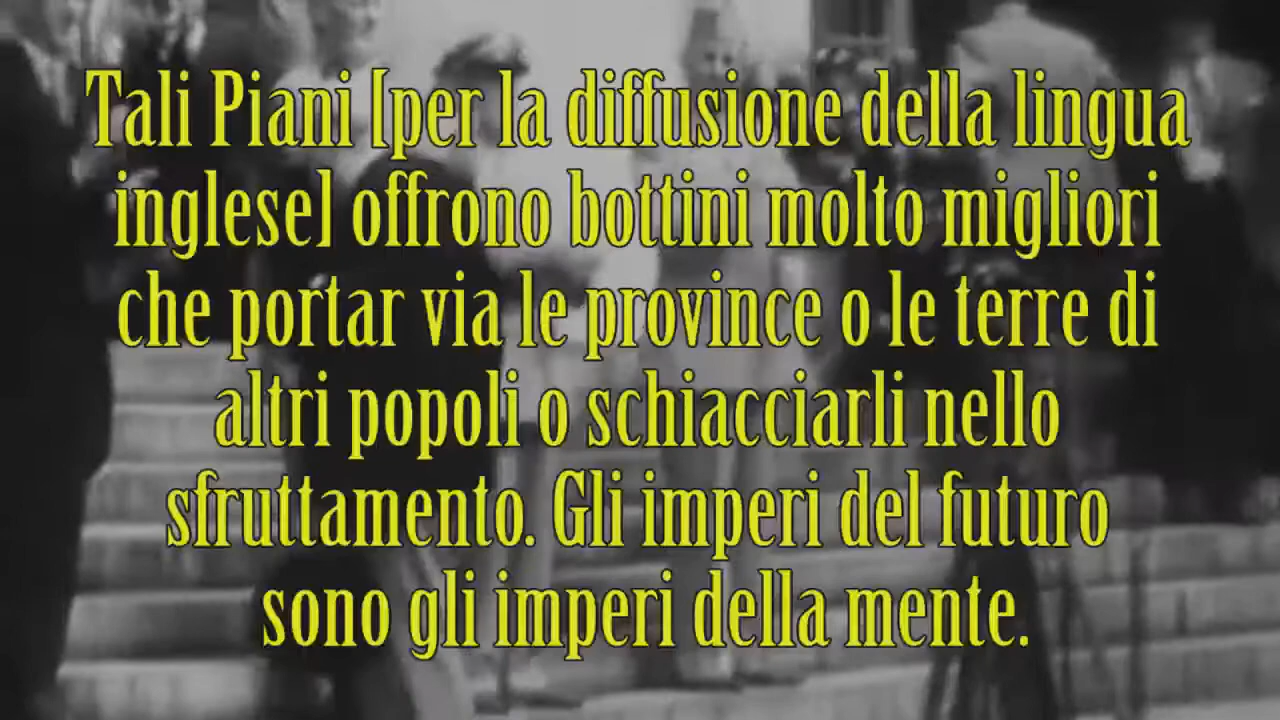 Tali Piani [per la diffusione della lingua
inglese] offrono bottini molto migliori
che portar via le province o le terre di
altri popoli o schiacciarli nello
sfruttamento. Gli imperi del futuro
sono gli imperi della mente.